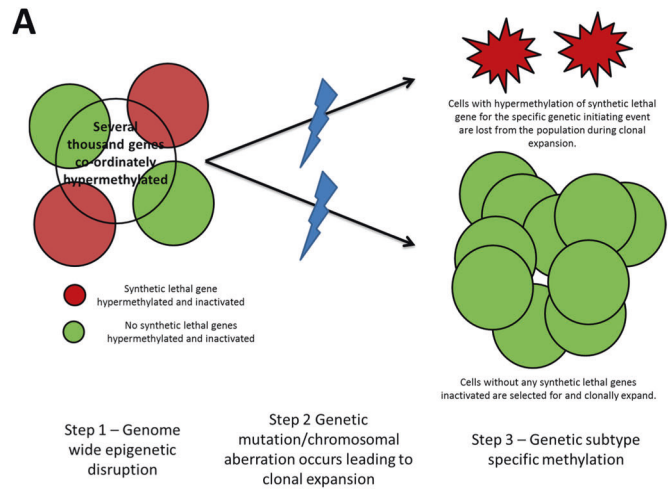 A
Several
thousand genes
co-ordinately
hypermethylated
Cells with hypermethylation of synthetic lethal
gene for the specific genetic initiating event
are lost from the population during clonal
expansion.
Synthetic lethal gene
hypermethylated and inactivated
No synthetic lethal genes
hypermethylated and inactivated
Cells without any synthetic lethal genes
inactivated are selected for and clonally expand.
Step 1 – Genome
wide epigenetic
disruption
Step 2 Genetic
mutation/chromosomal
aberration occurs leading to
clonal expansion
Step 3 – Genetic subtype
specific methylation